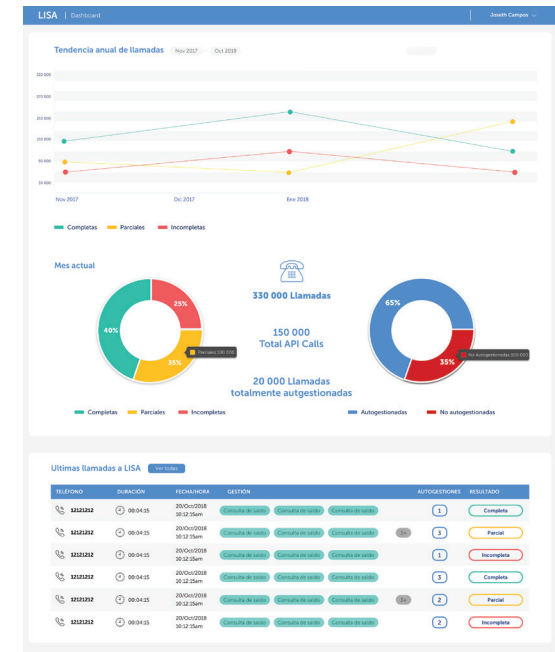 LISA | Dashboard Joseth Campos
Tendencia anual de llamadas Nov 2017 Oct 2018
Nov 2017 Dic 2017 Ene 2018
Completas Parciales Incompletas
Mes actual
25%
40%
35%
330 000 Llamadas
150 000
Total API Calls
20 000 Llamadas
totalmente autgestionadas
65%
35%
Completas Parciales Incompletas
Autogestionadas No autogestionadas
Ultimas llamadas a LISA Ver todas
TELÉFONO DURACIÓN FECHA/HORA GESTIÓN AUTOGESTIONES RESULTADO
12121212 00:04:15 20/Oct/2018 Consulta de saldo Consulta de saldo Consulta de saldo 1 Completa
10:12:15am
12121212 00:04:15 20/Oct/2018 Consulta de saldo Consulta de saldo Consulta de saldo 3+ 3 Parcial
10:12:15am
12121212 00:04:15 20/Oct/2018 Consulta de saldo Consulta de saldo Consulta de saldo 1 Incompleta
10:12:15am
12121212 00:04:15 20/Oct/2018 Consulta de saldo Consulta de saldo Consulta de saldo 3 Completa
10:12:15am
12121212 00:04:15 20/Oct/2018 Consulta de saldo Consulta de saldo Consulta de saldo 3+ 2 Parcial
10:12:15am
12121212 00:04:15 20/Oct/2018 Consulta de saldo Consulta de saldo Consulta de saldo 2 Incompleta
10:12:15am